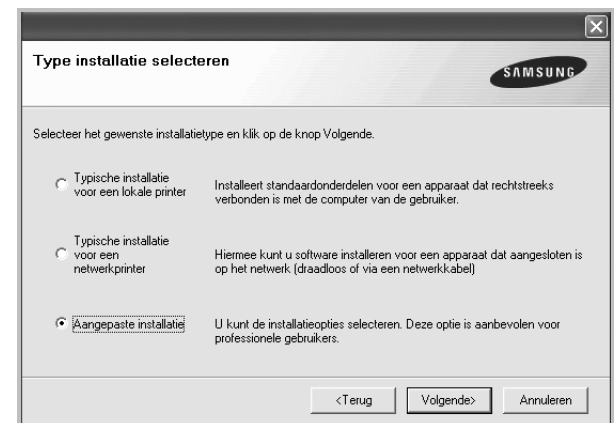 Type installatie selecteren
SAMSUNG
Selecteer het gewenste installatietype en klik op de knop Volgende.
Typische installatie
voor een lokale printer
Installeert standaardonderdelen voor een apparaat dat rechtstreeks
verbonden is met de computer van de gebruiker.
Typische installatie
voor een
netwerkprinter
Hiermee kunt u software installeren voor een apparaat dat aangesloten is
op het netwerk (draadloos of via een netwerkkabel)
Aangepaste installatie
U kunt de installatieopties selecteren. Deze optie is aanbevolen voor
professionele gebruikers.
<Terug
Volgende>
Annuleren